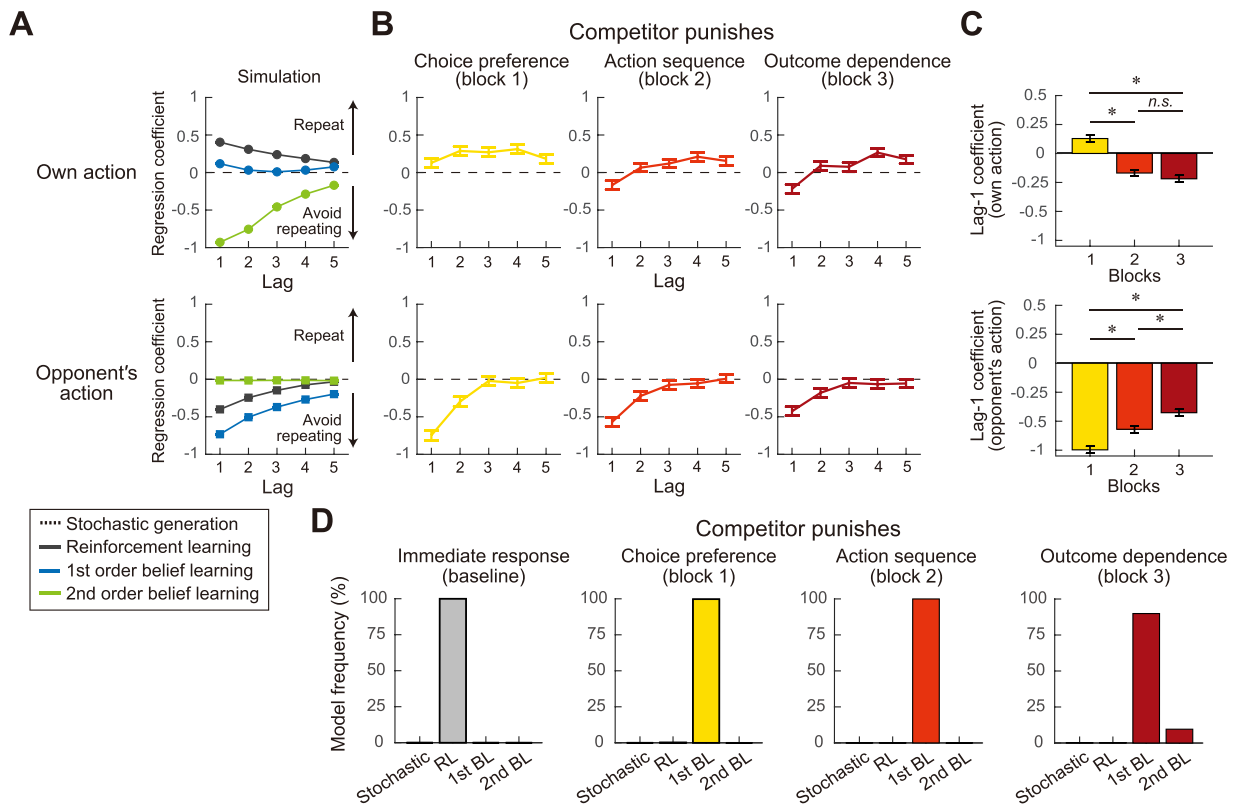 A
B
C
Competitor punishes
Simulation
Choice preference
(block 1)
Action sequence
(block 2)
Outcome dependence
(block 3)
Own action
Regression coefficient
1
0.5
0
-0.5
-1
Repeat
Avoid
repeating
1 2 3 4 5
Lag
1
0.5
0
-0.5
-1
1 2 3 4 5
1
0.5
0
-0.5
-1
1 2 3 4 5
Lag
1
0.5
0
-0.5
-1
1 2 3 4 5
Lag-1 coefficient
(own action)
0.5
0.25
0
-0.25
-0.5
-1
*
*
n.s.
1 2 3
Blocks
Opponent's
action
Regression coefficient
1
0.5
0
-0.5
-1
Repeat
Avoid
repeating
1 2 3 4 5
Lag
1
0.5
0
-0.5
-1
1 2 3 4 5
1
0.5
0
-0.5
-1
1 2 3 4 5
Lag
1
0.5
0
-0.5
-1
1 2 3 4 5
Lag-1 coefficient
(opponent's action)
0.5
0.25
0
-0.25
-0.5
-1
*
*
*
1 2 3
Blocks
Stochastic generation
Reinforcement learning
1st order belief learning
2nd order belief learning
D
Competitor punishes
Immediate response
(baseline)
Choice preference
(block 1)
Action sequence
(block 2)
Outcome dependence
(block 3)
Model frequency (%)
100
75
50
25
0
Stochastic
RL
1st BL
2nd BL
100
75
50
25
0
Stochastic
RL
1st BL
2nd BL
100
75
50
25
0
Stochastic
RL
1st BL
2nd BL
100
75
50
25
0
Stochastic
RL
1st BL
2nd BL